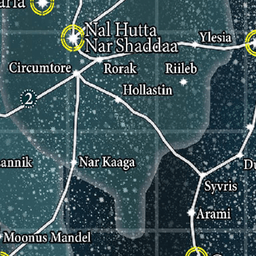 Nal Hutta
Nar Shaddaa
Ylesia
Circumtore
Rorak
Riileb
Hollastin
2
Nar Kaaga
Syvris
Arami
Moonus Mandel